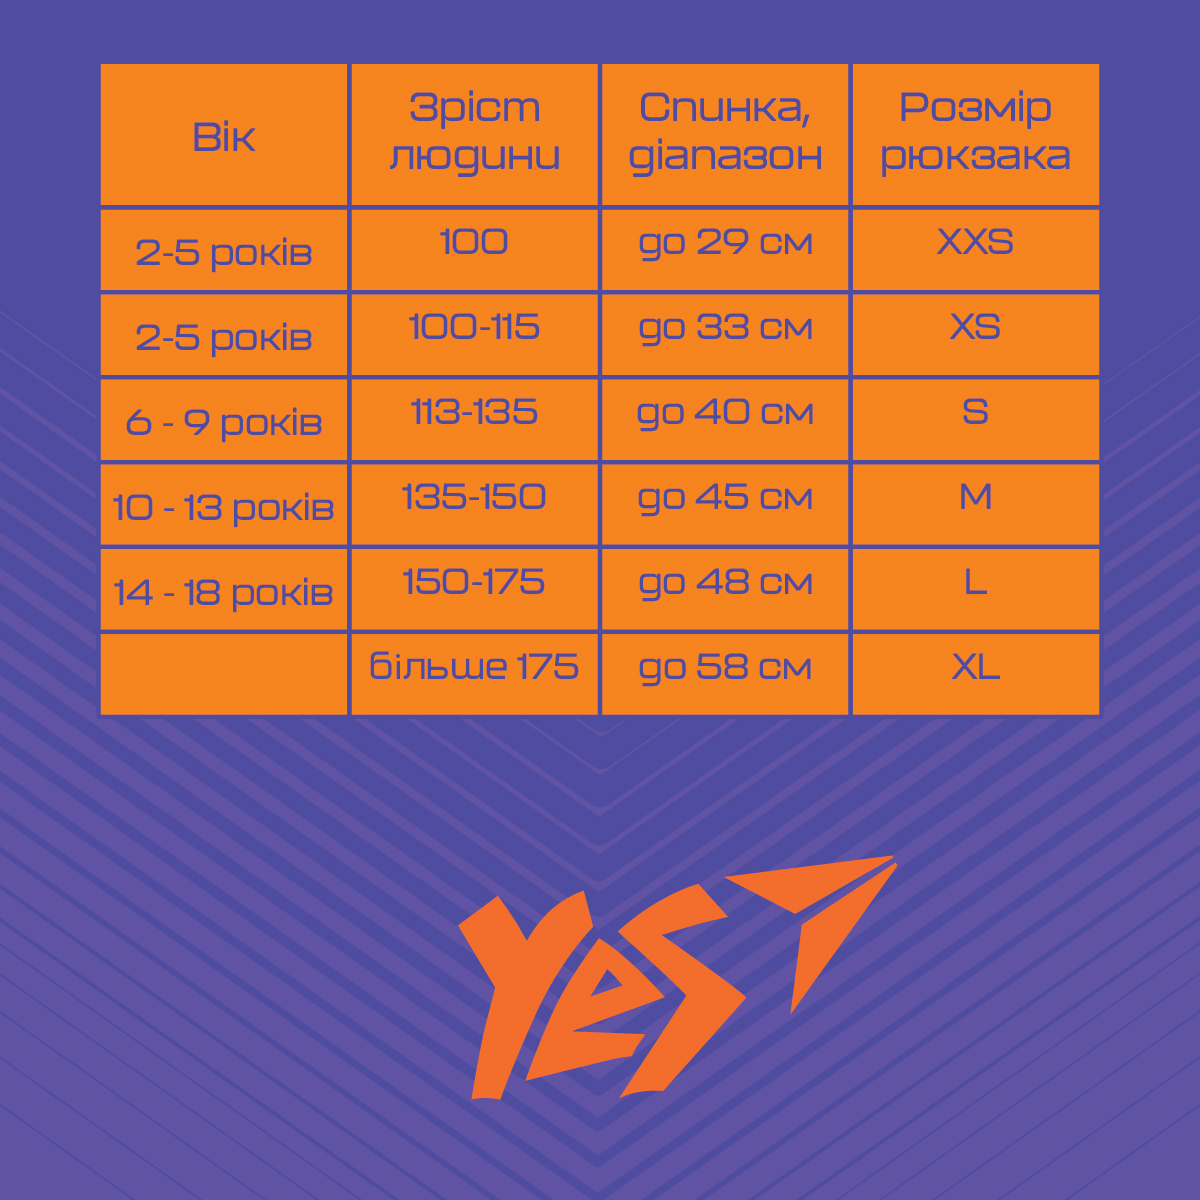 Вік
Зріст
людини
Спинка,
діапазон
Розмір
рюкзака
2-5 років
100
до 29 см
XXS
2-5 років
100-115
до 33 см
XS
6 - 9 років
113-135
до 40 см
S
10 - 13 років
135-150
до 45 см
M
14 - 18 років
150-175
до 48 см
L
більше 175
до 58 см
XL
YES